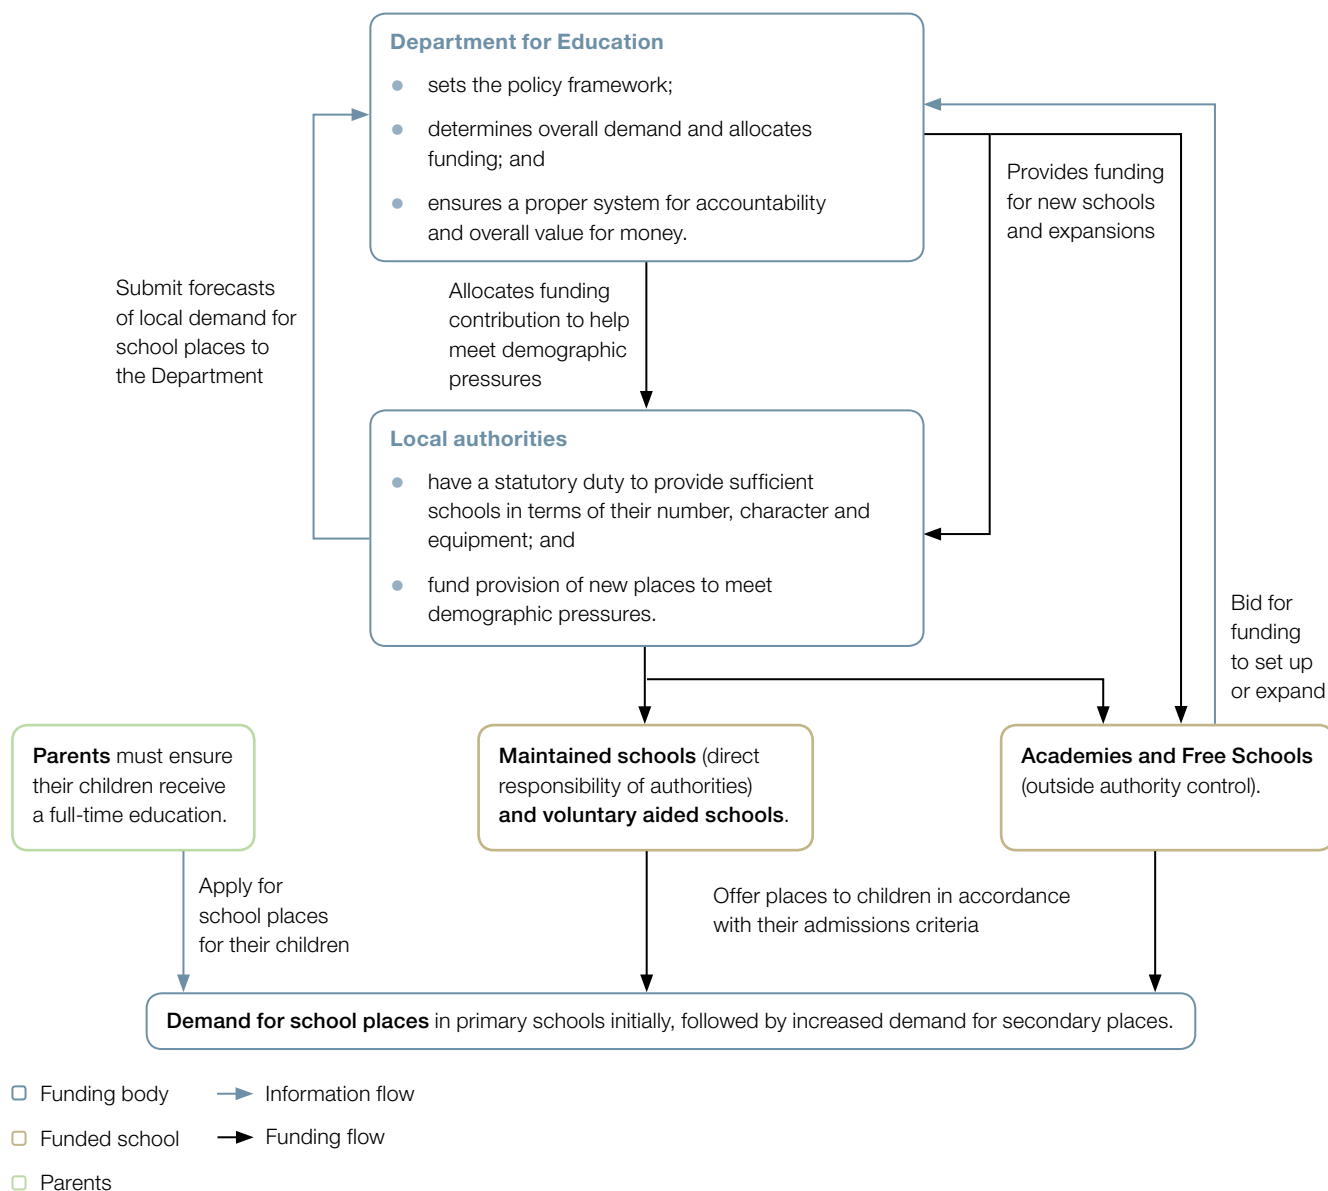 Department for Education
sets the policy framework;
determines overall demand and allocates
funding; and
ensures a proper system for accountability
and overall value for money.
Provides funding
for new schools
and expansions
Submit forecasts
of local demand for
school places to
the Department
Allocates funding
contribution to help
meet demographic
pressures
Local authorities
have a statutory duty to provide sufficient
schools in terms of their number, character and
equipment; and
fund provision of new places to meet
demographic pressures.
Bid for
funding
to set up
or expand
Parents must ensure
their children receive
a full-time education.
Maintained schools (direct
responsibility of authorities)
and voluntary aided schools.
Academies and Free Schools
(outside authority control).
Apply for
school places
for their children
Offer places to children in accordance
with their admissions criteria
Demand for school places in primary schools initially, followed by increased demand for secondary places.
Funding body
Information flow
Funded school
Funding flow
Parents